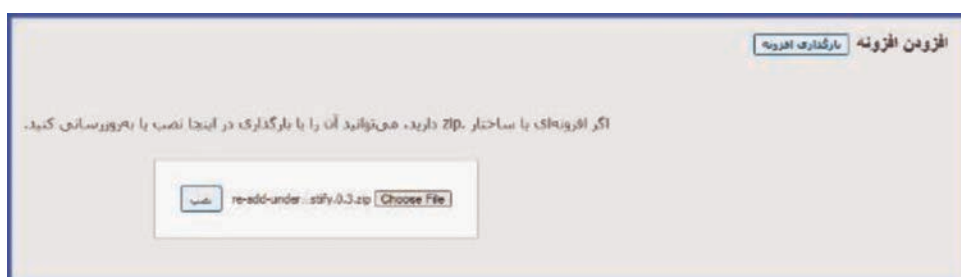 افزودن افزونه بارگذاری افزونه
اگر افزونه‌ای با ساختار .zip دارید، می‌توانید آن را با بارگذاری در اینجا نصب یا به‌روزرسانی کنید.
Choose File re-add-under...stify.0.3.zip نصب